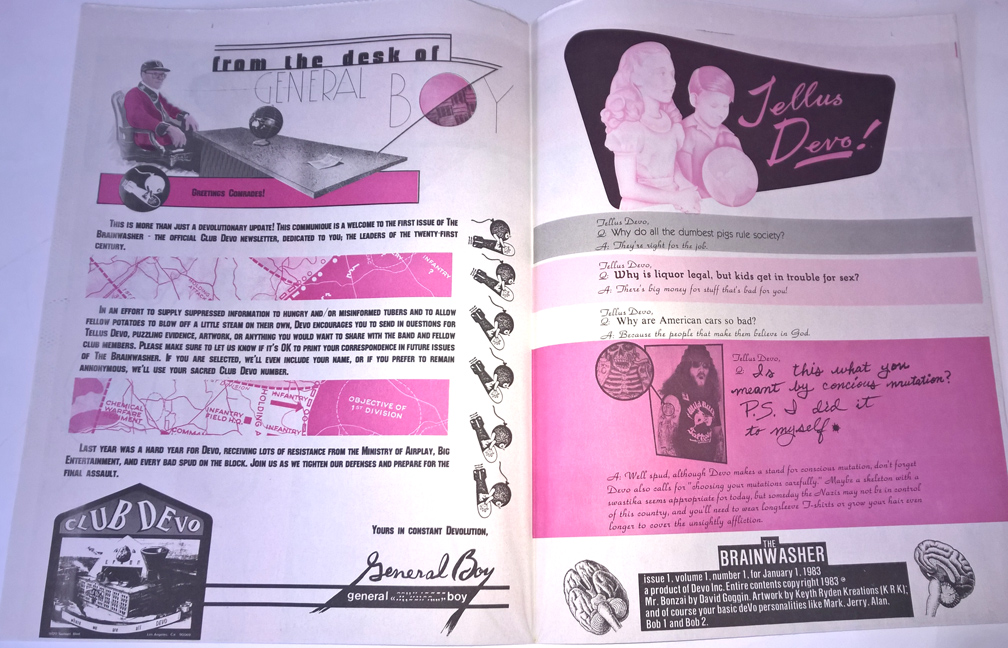 from the desk of
GENERAL BOY
GREETINGS COMRADES!
THIS IS MORE THAN JUST A DEVOLUTIONARY UPDATE! THIS COMMUNIQUE IS A WELCOME TO THE FIRST ISSUE OF THE
BRAINWASHER - THE OFFICIAL CLUB DEVO NEWSLETTER, DEDICATED TO YOU; THE LEADERS OF THE TWENTY-FIRST
CENTURY.
INFANTRY
?
IN AN EFFORT TO SUPPLY SUPPRESSED INFORMATION TO HUNGRY AND/OR MISINFORMED TUBERS AND TO ALLOW
FELLOW POTATOES TO BLOW OFF A LITTLE STEAM ON THEIR OWN, DEVO ENCOURAGES YOU TO SEND IN QUESTIONS FOR
TELLUS DEVO, PUZZLING EVIDENCE, ARTWORK, OR ANYTHING YOU WOULD WANT TO SHARE WITH THE BAND AND FELLOW
CLUB MEMBERS. PLEASE MAKE SURE TO LET US KNOW IF IT'S OK TO PRINT YOUR CORRESPONDENCE IN FUTURE ISSUES
OF THE BRAINWASHER. IF YOU ARE SELECTED, WE'LL EVEN INCLUDE YOUR NAME, OR IF YOU PREFER TO REMAIN
ANNONYMOUS, WE'LL USE YOUR SACRED CLUB DEVO NUMBER.
CHEMICAL
WARFARE
INFANTRY
FIELD H.Q.
HOLDING
INFANTRY
INFANTRY
OBJECTIVE OF
1ST DIVISION
LAST YEAR WAS A HARD YEAR FOR DEVO, RECEIVING LOTS OF RESISTANCE FROM THE MINISTRY OF AIRPLAY, BIG
ENTERTAINMENT, AND EVERY BAD SPUD ON THE BLOCK. JOIN US AS WE TIGHTEN OUR DEFENSES AND PREPARE FOR THE
FINAL ASSAULT.
CLUB DEVO
YOURS IN CONSTANT DEVOLUTION,
General Boy
general boy
Tellus
Devo!
Tellus Devo,
Q: Why do all the dumbest pigs rule society?
A: They're right for the job.
Tellus Devo,
Q: Why is liquor legal, but kids get in trouble for sex?
A: There's big money for stuff that's bad for you!
Tellus Devo,
Q: Why are American cars so bad?
A: Because the people that make them believe in God.
Tellus Devo,
Q: Is this what you
meant by concious mutation?
P.S. I did it
to myself
A: Well spud, although Devo makes a stand for conscious mutation, don't forget
Devo also calls for "choosing your mutations carefully" Maybe a skeleton with a
swastika seems appropriate for today, but someday the Nazis may not be in control
of this country, and you'll need to wear longsleeve T-shirts or grow your hair even
longer to cover the unsightly affliction.
THE
BRAINWASHER
issue 1, volume 1, number 1, for January 1, 1983
a product of Devo Inc. Entire contents copyright 1983 ©
Mr. Bonzai by David Goggin. Artwork by Keyth Ryden Kreations (K R K);
and of course your basic deVo personalities like Mark, Jerry, Alan,
Bob 1 and Bob 2.